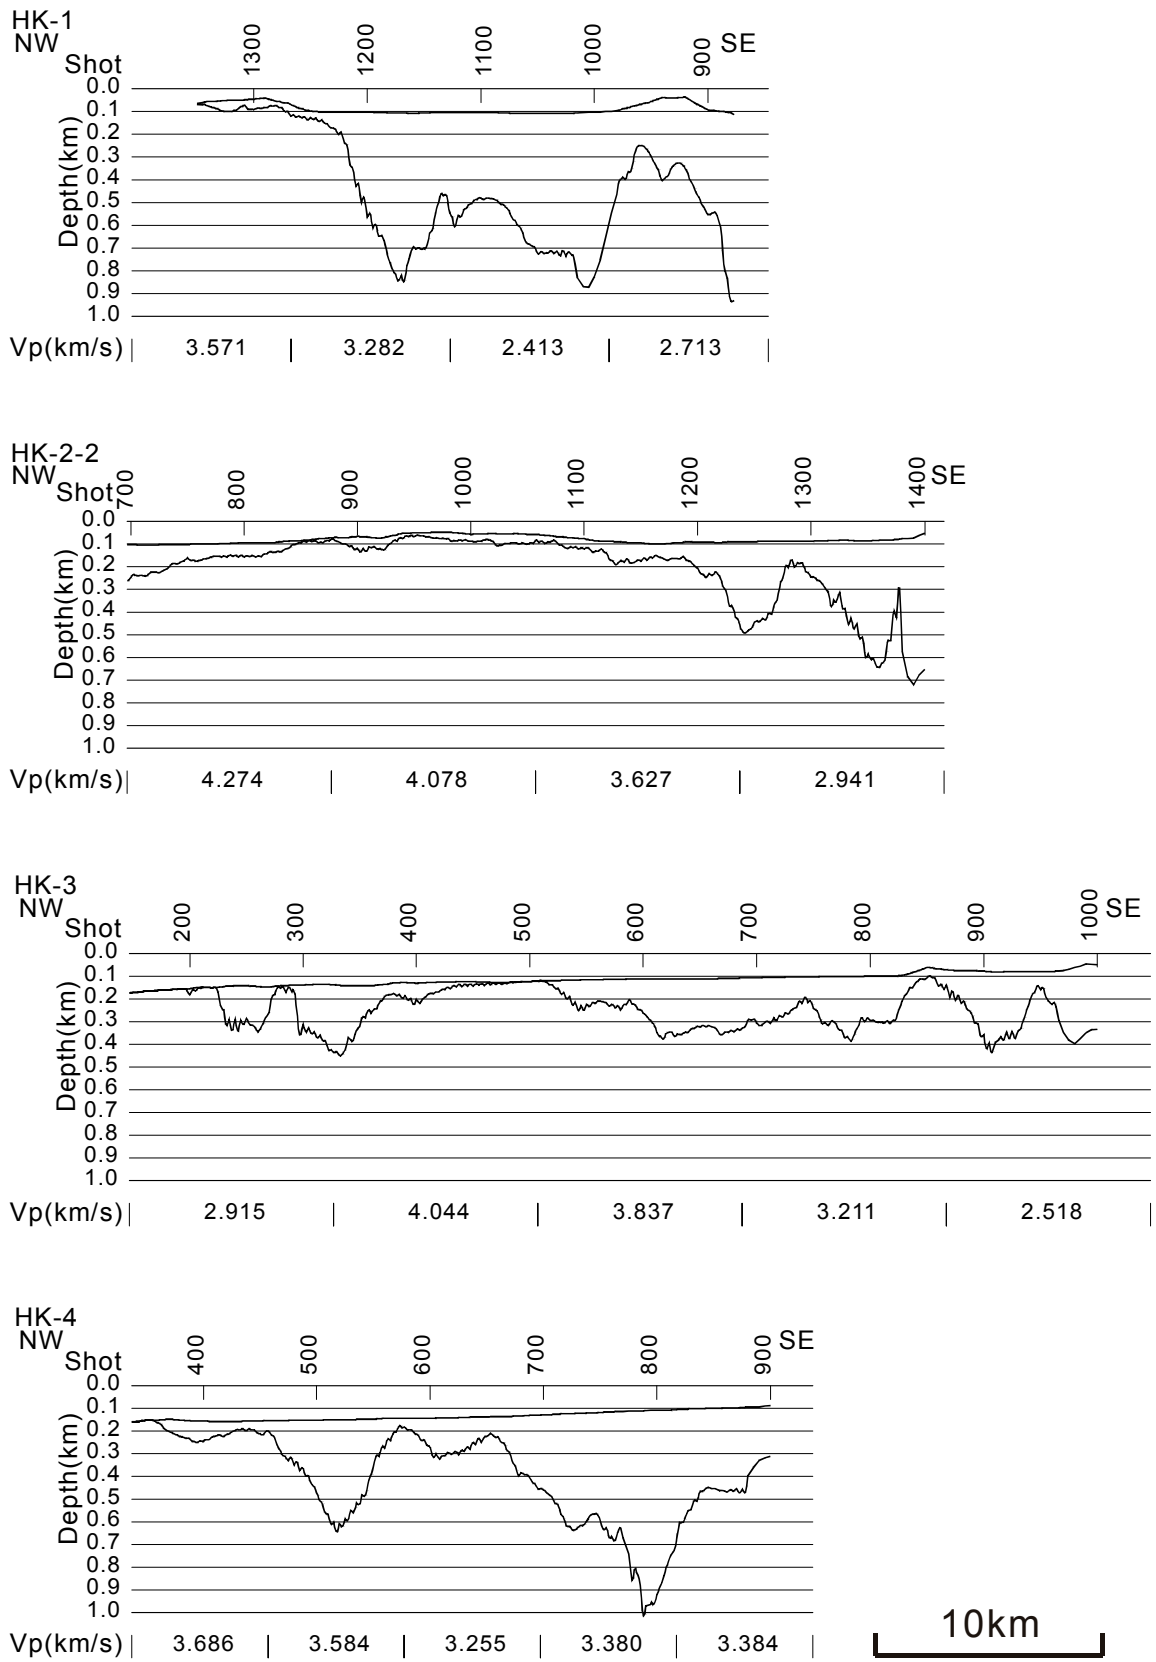 HK-1
NW 1300 1200 1100 1000 900 SE
Shot
0.0
0.1
0.2
0.3
0.4
0.5
0.6
0.7
0.8
0.9
1.0
Depth(km)
Vp(km/s) | 3.571 | 3.282 | 2.413 | 2.713 |
HK-2-2
NW 700 800 900 1000 1100 1200 1300 1400 SE
Shot
0.0
0.1
0.2
0.3
0.4
0.5
0.6
0.7
0.8
0.9
1.0
Depth(km)
Vp(km/s) | 4.274 | 4.078 | 3.627 | 2.941 |
HK-3
NW 200 300 400 500 600 700 800 900 1000 SE
Shot
0.0
0.1
0.2
0.3
0.4
0.5
0.6
0.7
0.8
0.9
1.0
Depth(km)
Vp(km/s) | 2.915 | 4.044 | 3.837 | 3.211 | 2.518 |
HK-4
NW 400 500 600 700 800 900 SE
Shot
0.0
0.1
0.2
0.3
0.4
0.5
0.6
0.7
0.8
0.9
1.0
Depth(km)
Vp(km/s) | 3.686 | 3.584 | 3.255 | 3.380 | 3.384 |
10km